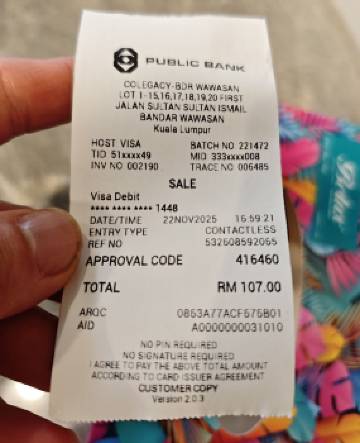 PUBLIC BANK
COLEGACY-BDR WAWASAN
LOT 1-15,16,17,18,19,20 FIRST
JALAN SULTAN SULTAN ISMAIL
BANDAR WAWASAN
Kuala Lumpur
HOST VISA BATCH NO 221472
TID 51xxxx49 MID 333xxxx008
INV NO 002190 TRACE NO 006485
SALE
Visa Debit
**** **** **** 1448
DATE/TIME 22NOV2025 16:59:21
ENTRY TYPE CONTACTLESS
REF NO 532608592065
APPROVAL CODE 416460
TOTAL RM 107.00
ARQC 0863A77ACF575B01
AID A0000000031010
NO PIN REQUIRED
NO SIGNATURE REQUIRED
I AGREE TO PAY THE ABOVE TOTAL AMOUNT
ACCORDING TO CARD ISSUER AGREEMENT
CUSTOMER COPY
Version 2.0.3